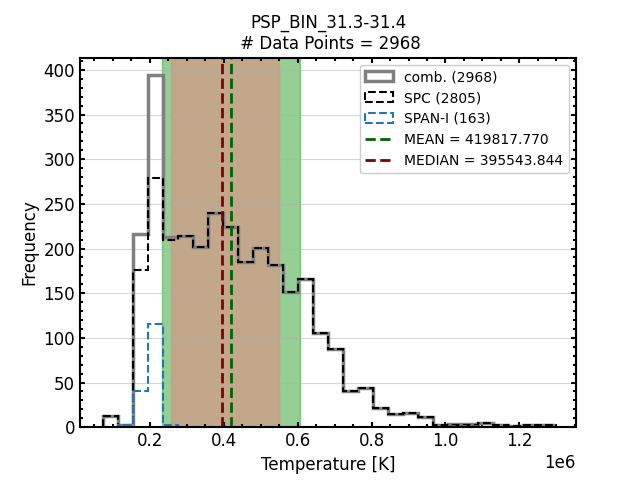 PSP_BIN_31.3-31.4
# Data Points = 2968
400
350
300
250
200
150
100
50
0
Frequency
comb. (2968)
SPC (2805)
SPAN-I (163)
MEAN = 419817.770
MEDIAN = 395543.844
0.2 0.4 0.6 0.8 1.0 1.2
Temperature [K]
1e6